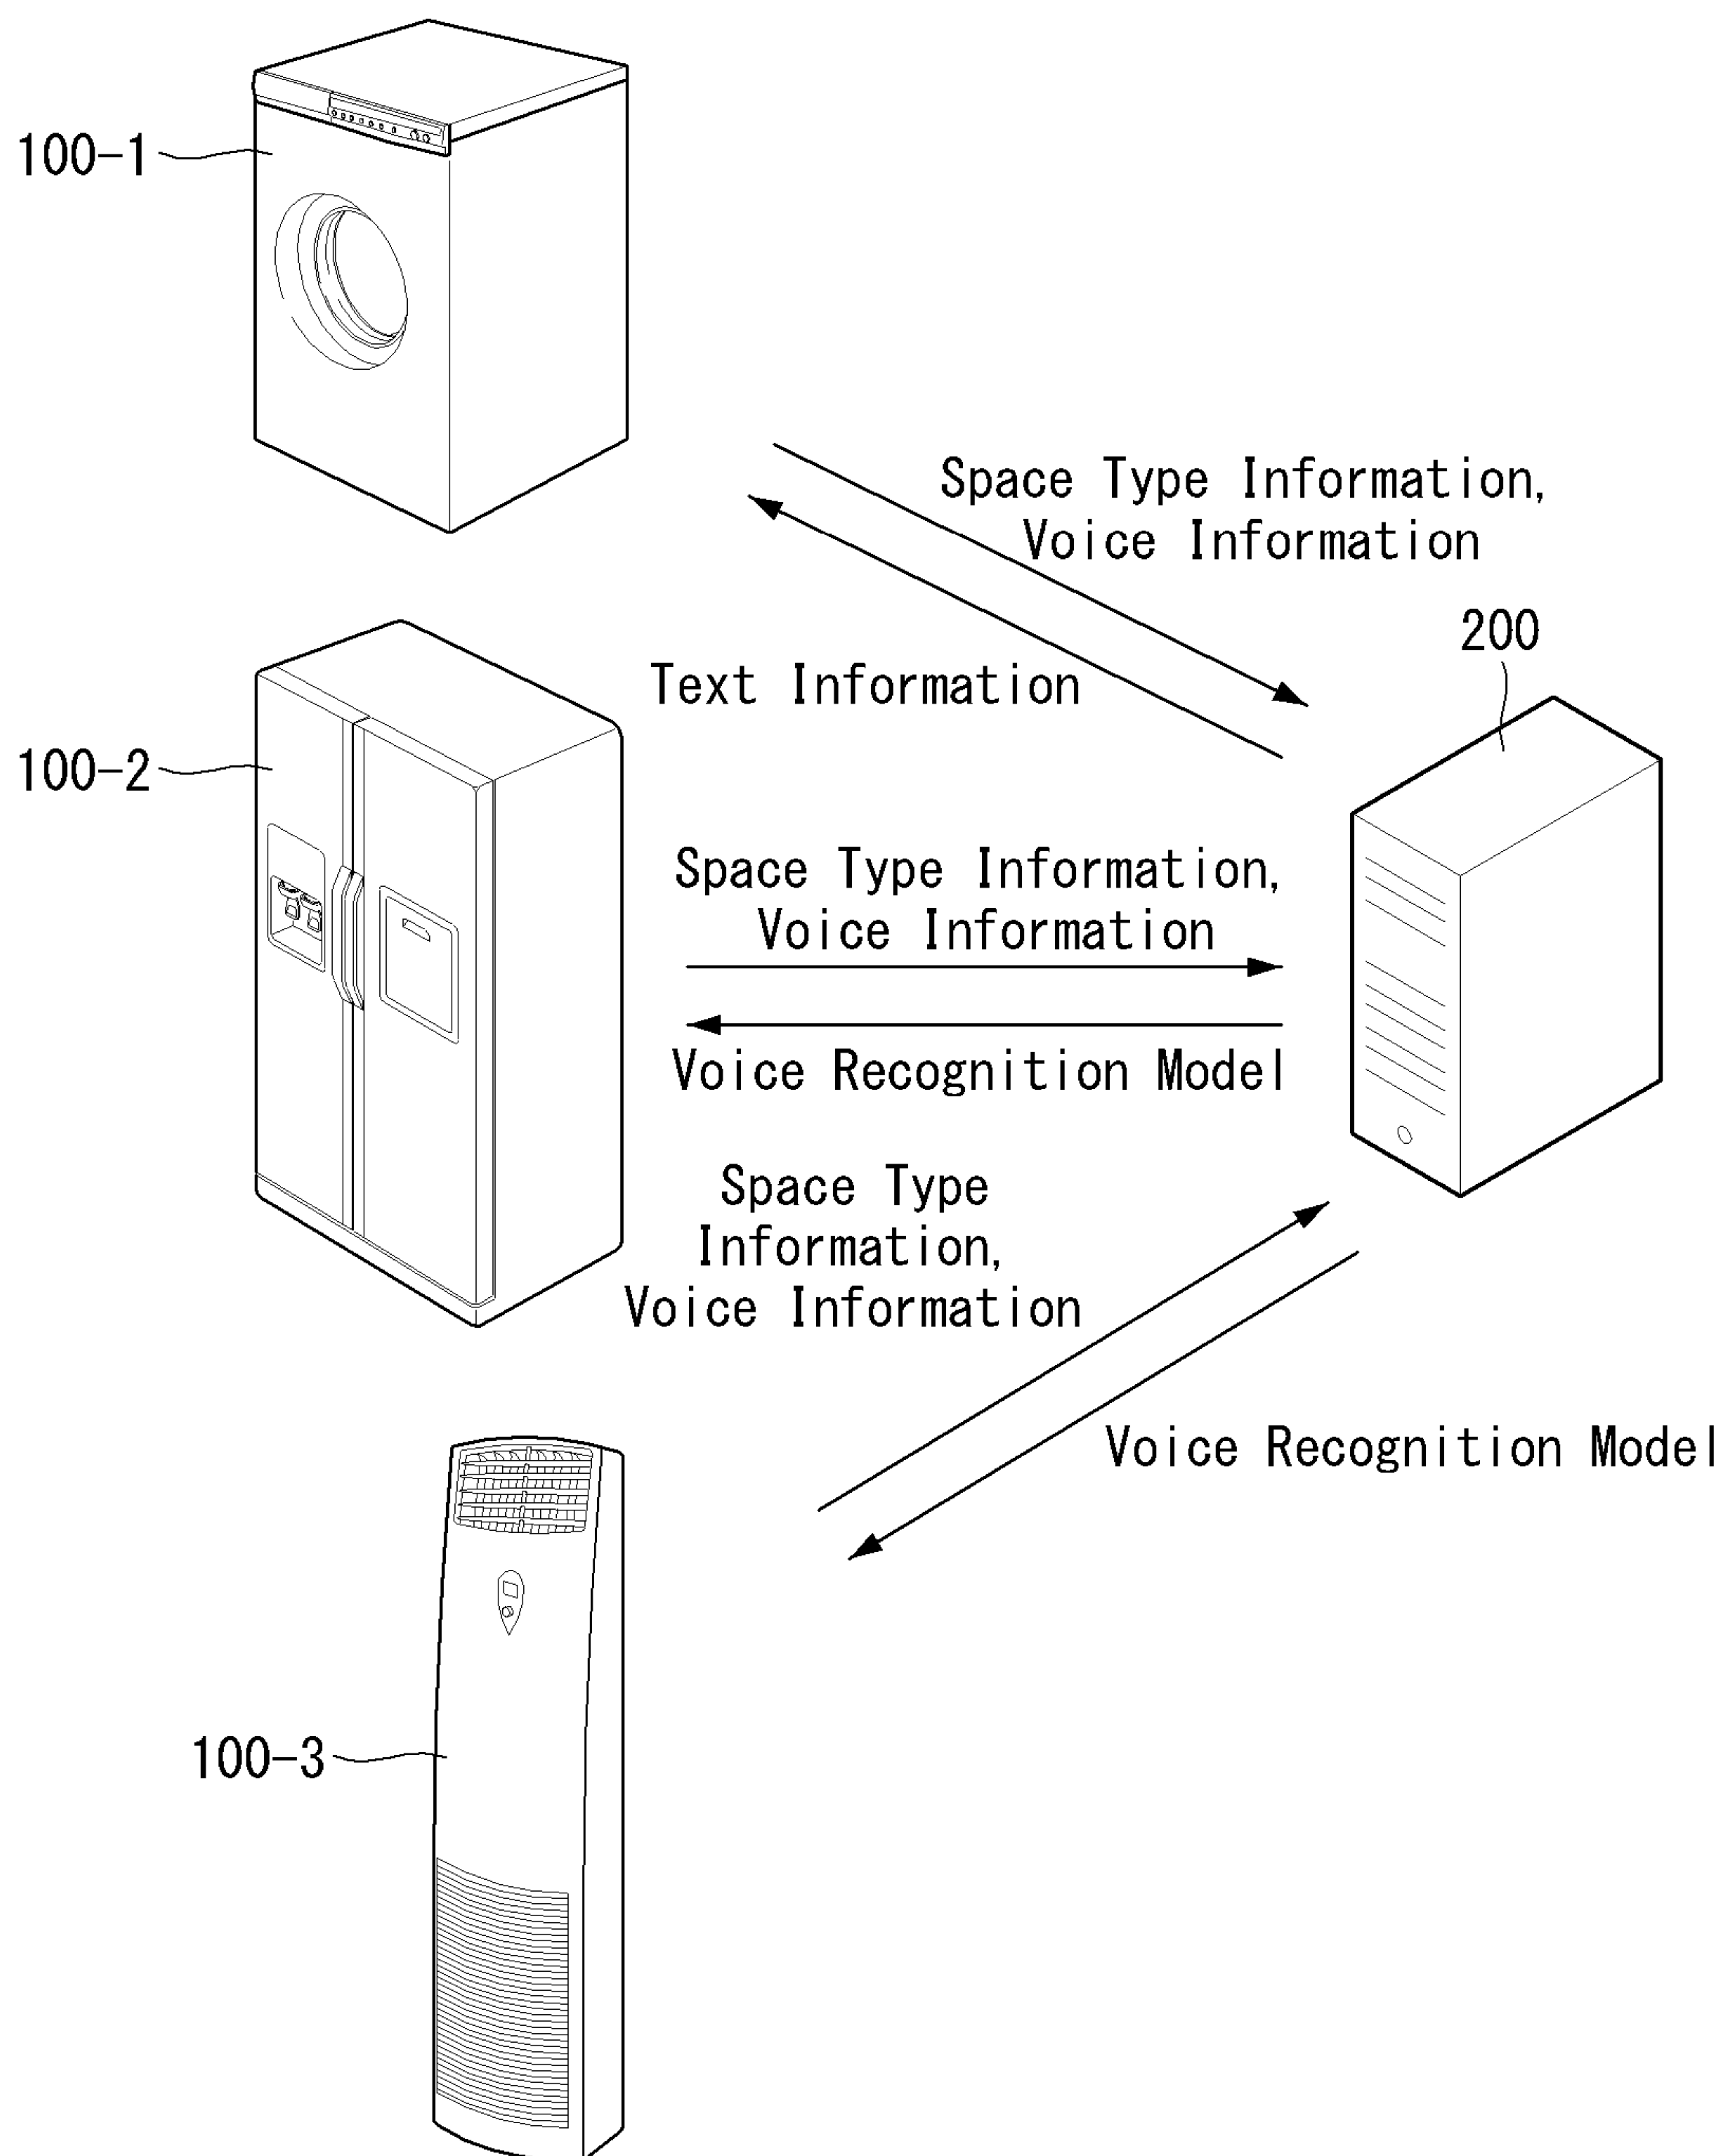 100-1
Space Type Information,
Voice Information
200
Text Information
100-2
Space Type Information,
Voice Information
Voice Recognition Model
Space Type
Information,
Voice Information
Voice Recognition Model
100-3